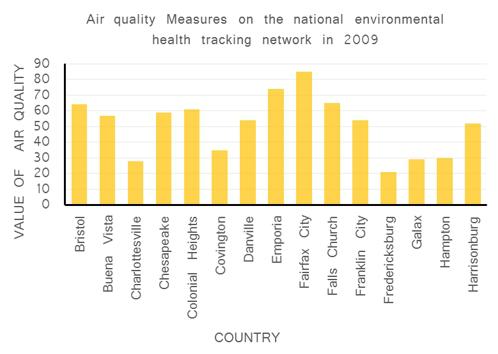 Air quality Measures on the national environmental
health tracking network in 2009
VALUE OF AIR QUALITY
90
80
70
60
50
40
30
20
10
0
Bristol
Buena Vista
Charlottesville
Chesapeake
Colonial Heights
Covington
Danville
Emporia
Fairfax City
Falls Church
Franklin City
Fredericksburg
Galax
Hampton
Harrisonburg
COUNTRY